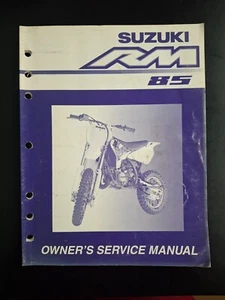 SUZUKI
RM
85
OWNER'S SERVICE MANUAL